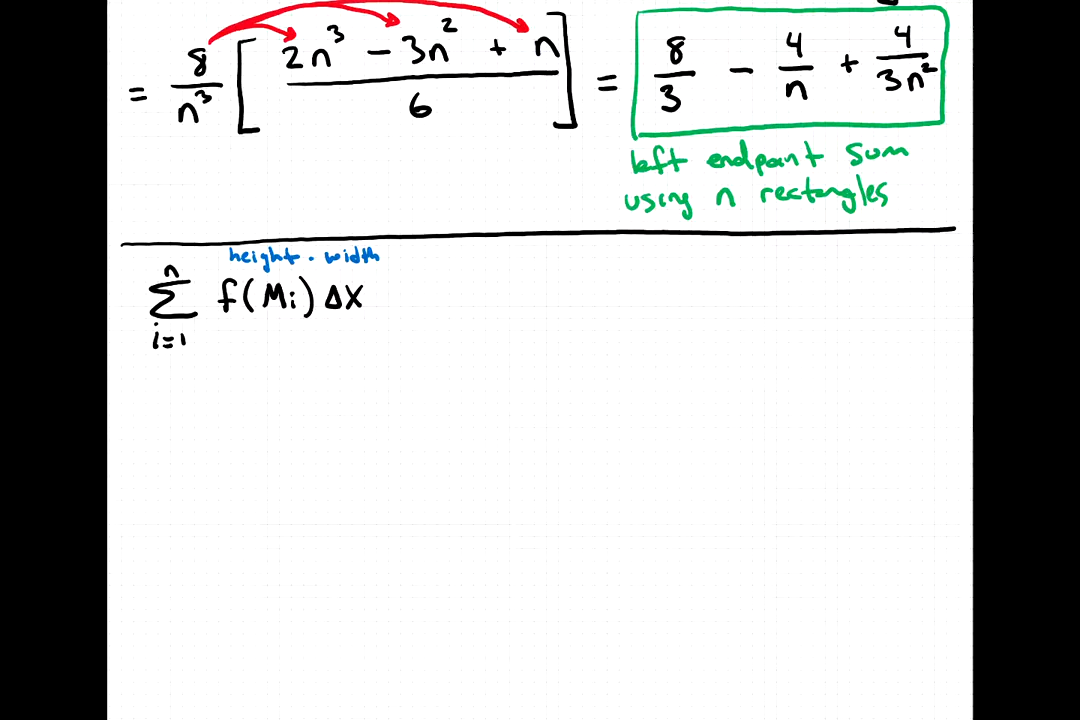 = 8/n³ [ (2n³ − 3n² + n)/6 ] = 8/3 − 4/n + 4/(3n²)
left endpoint sum
using n rectangles
height · width
n
∑ f(Mi) ΔX
i=1